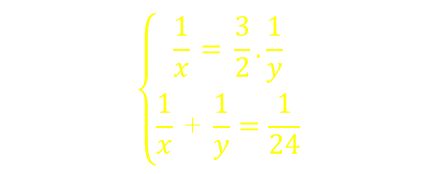 1/x = 3/2 . 1/y
1/x + 1/y = 1/24